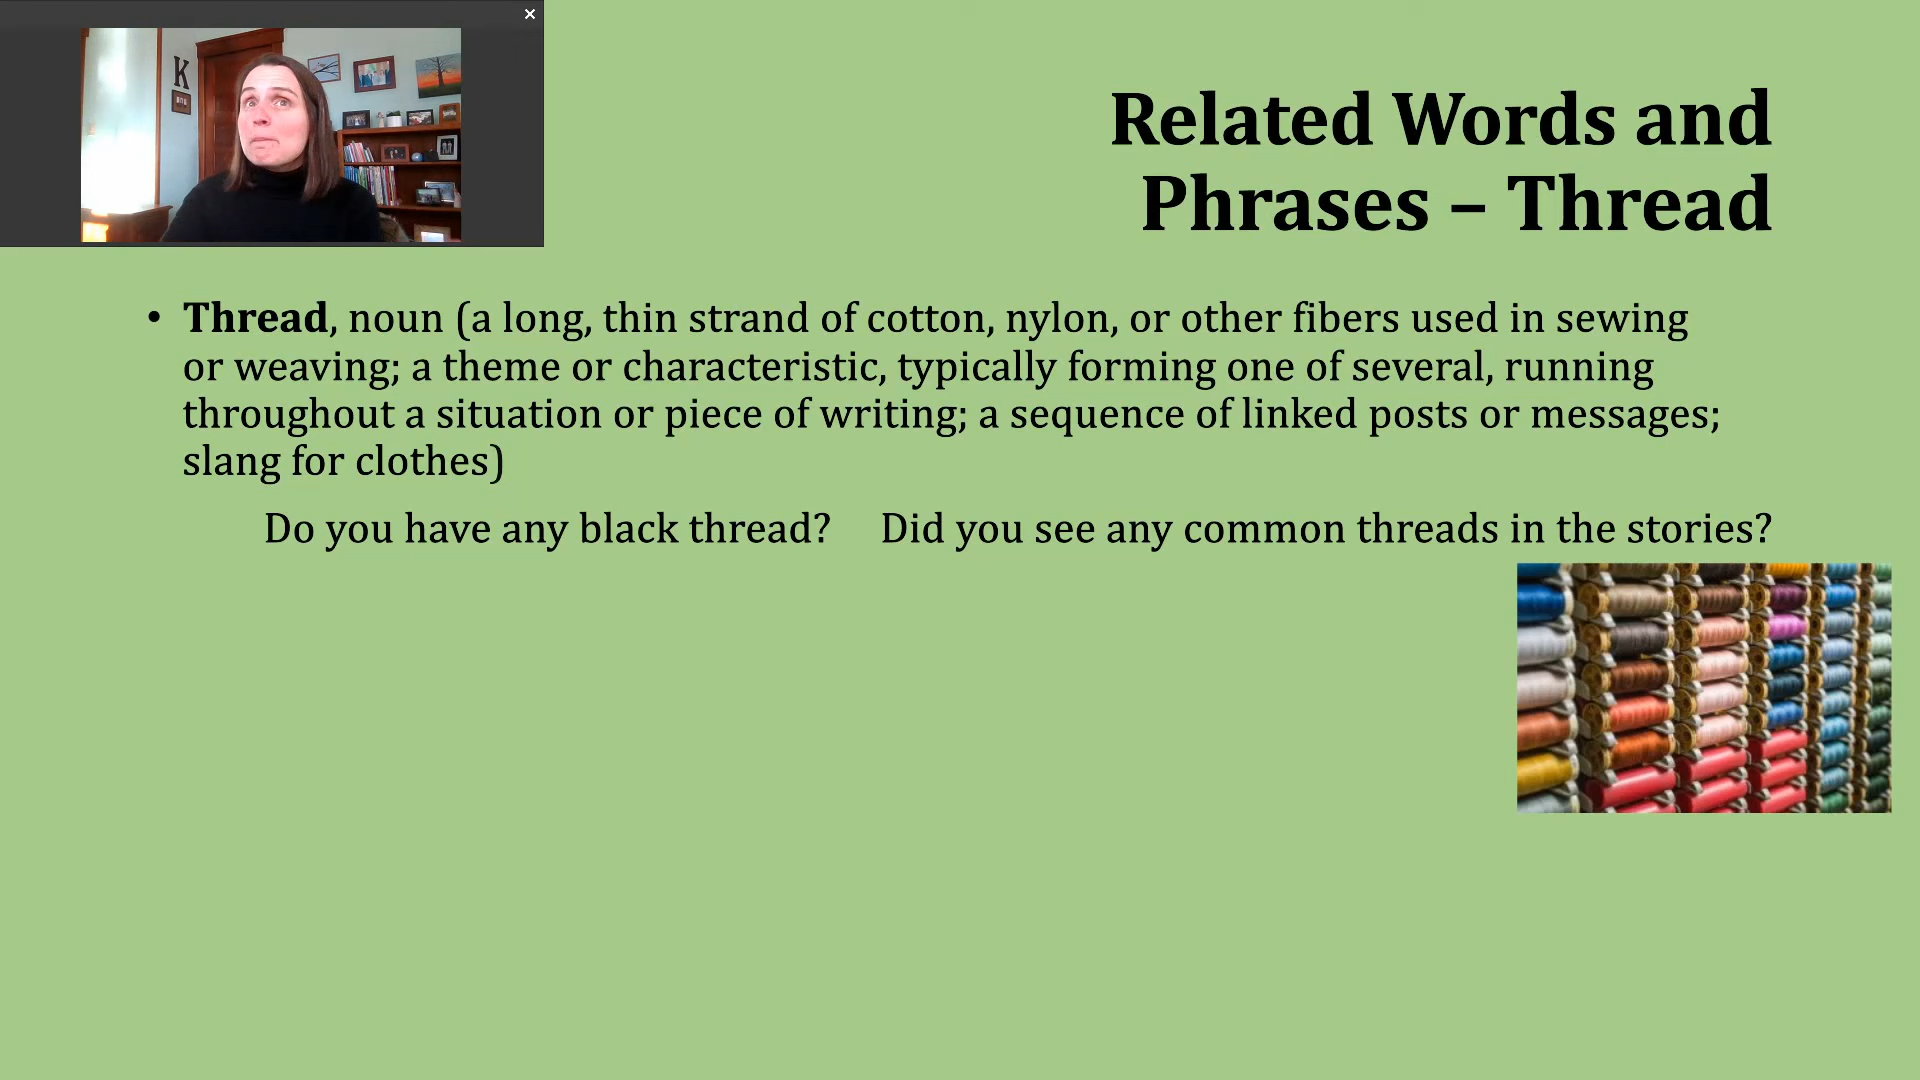 K
Related Words and
Phrases – Thread
• Thread, noun (a long, thin strand of cotton, nylon, or other fibers used in sewing
or weaving; a theme or characteristic, typically forming one of several, running
throughout a situation or piece of writing; a sequence of linked posts or messages;
slang for clothes)
Do you have any black thread? Did you see any common threads in the stories?